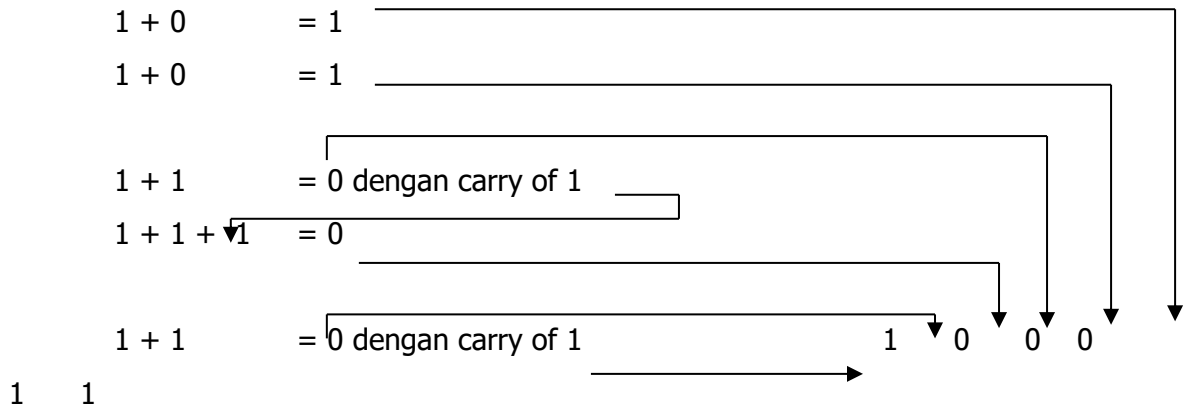 1 + 0 = 1
1 + 0 = 1
1 + 1 = 0 dengan carry of 1
1 + 1 + 1 = 0
1 + 1 = 0 dengan carry of 1 1 0 0 0
1 1